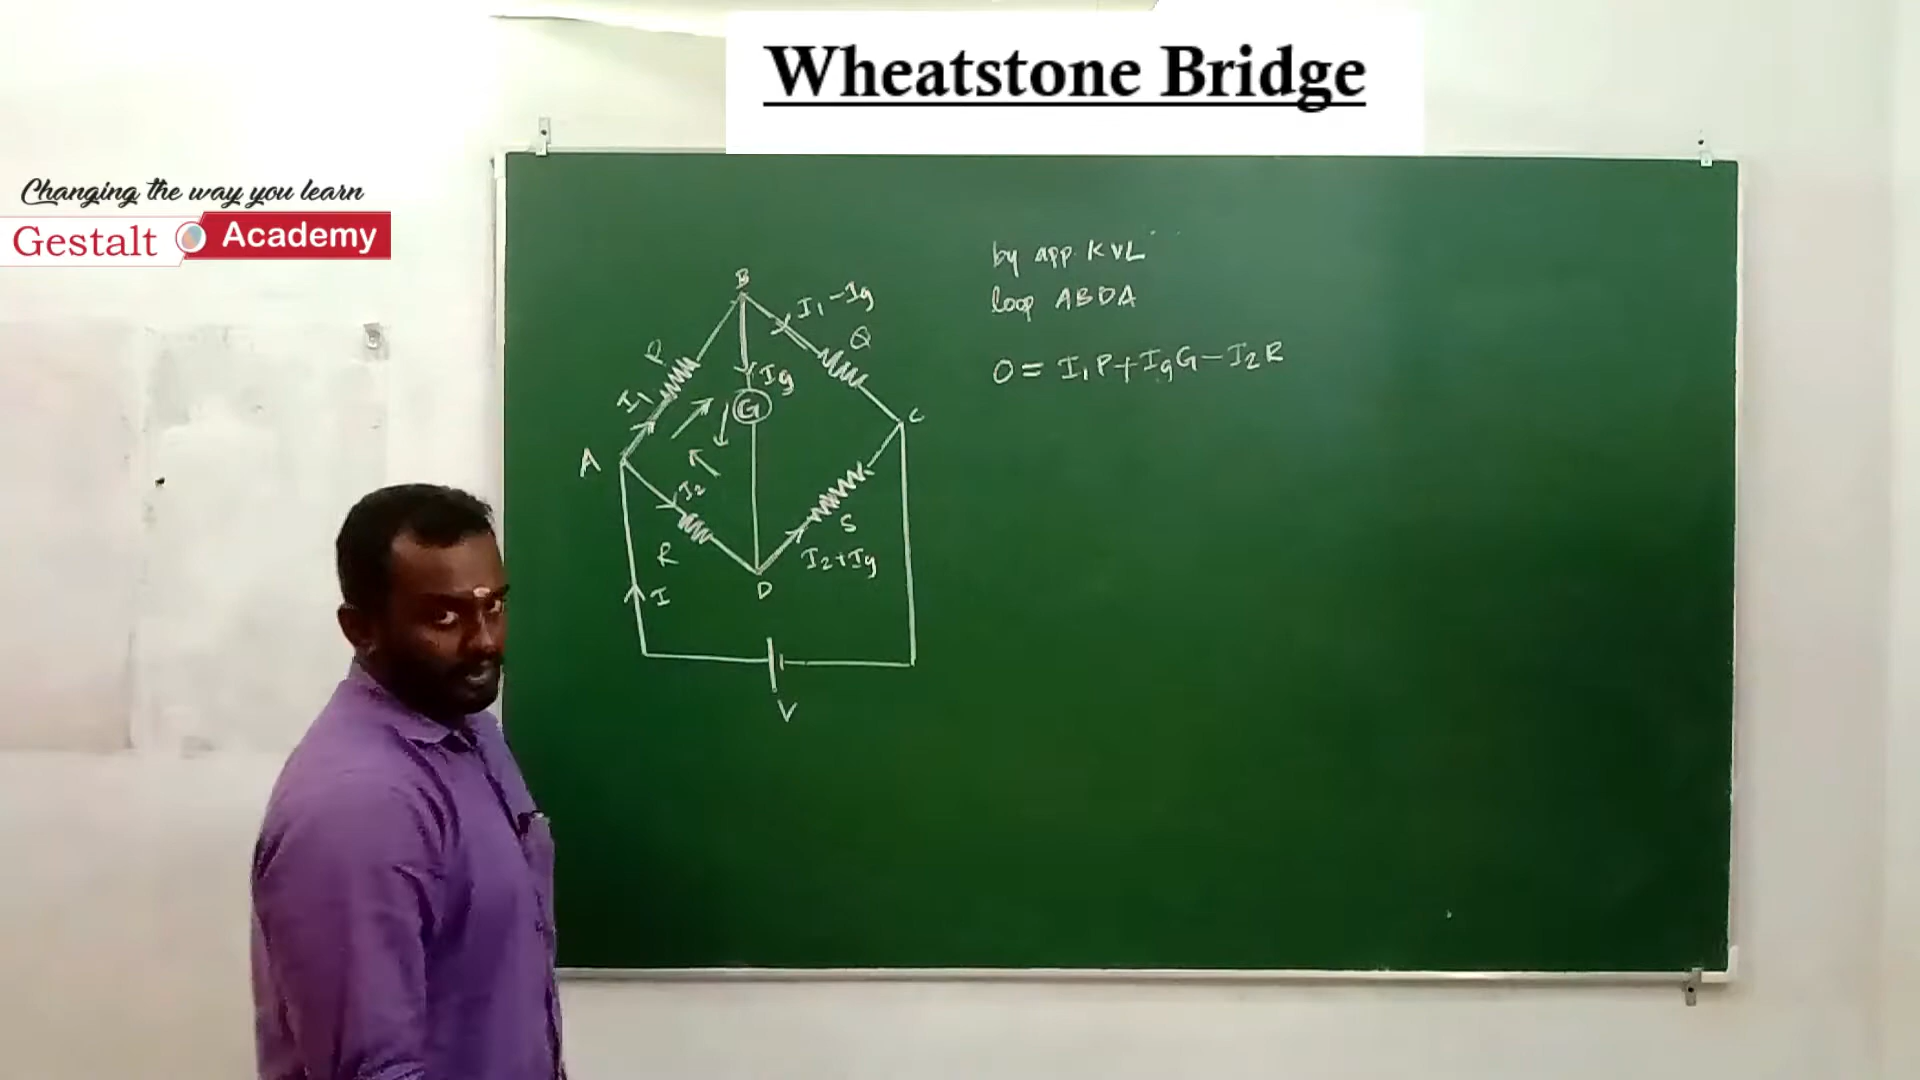 Wheatstone Bridge
Changing the way you learn
Gestalt Academy
by app. KVL
loop ABDA
0 = I₁P + IgG − I₂R
B
I₁ − Ig
P
Q
I₁
Ig
G
A
C
I₂
S
R
I₂ + Ig
D
I
V